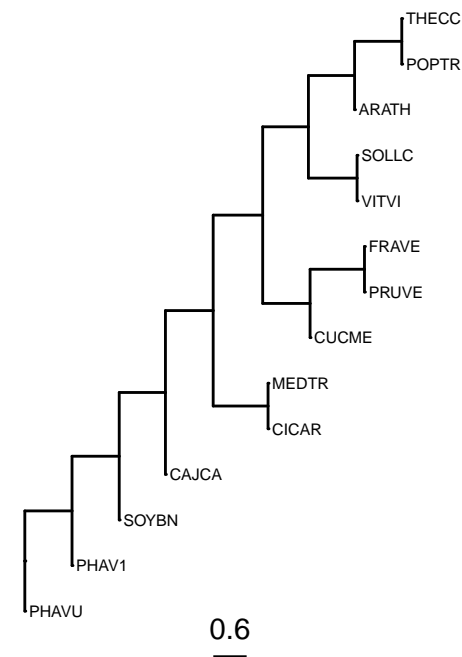 THECC
POPTR
ARATH
SOLLC
VITVI
FRAVE
PRUVE
CUCME
MEDTR
CICAR
CAJCA
SOYBN
PHAV1
PHAVU
0.6